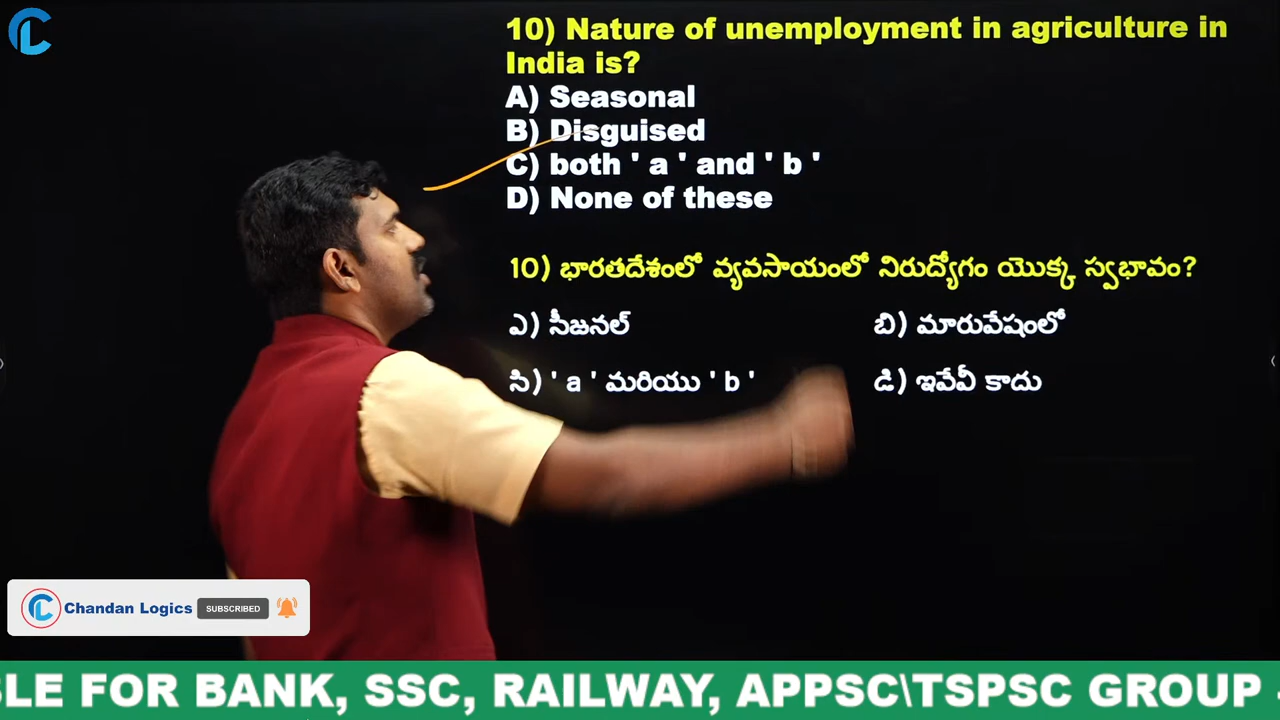 10) Nature of unemployment in agriculture in
India is?
A) Seasonal
B) Disguised
C) both ' a ' and ' b '
D) None of these
10) భారతదేశంలో వ్యవసాయంలో నిరుద్యోగం యొక్క స్వభావం?
ఎ) సీజనల్ బి) మారువేషంలో
సి) ' a ' మరియు ' b ' డి) ఇవేవీ కాదు
Chandan Logics SUBSCRIBED
FOR BANK, SSC, RAILWAY, APPSC\TSPSC GROUP